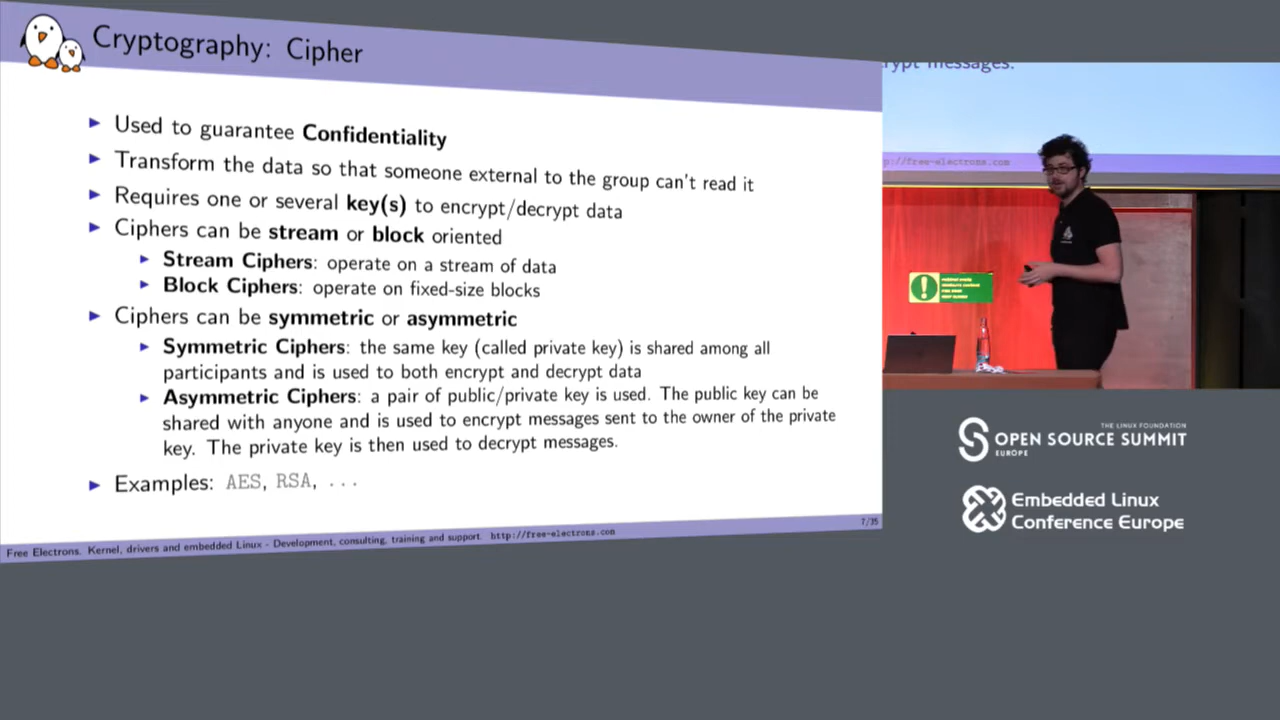 Cryptography: Cipher
Used to guarantee Confidentiality
Transform the data so that someone external to the group can't read it
Requires one or several key(s) to encrypt/decrypt data
Ciphers can be stream or block oriented
Stream Ciphers: operate on a stream of data
Block Ciphers: operate on fixed-size blocks
Ciphers can be symmetric or asymmetric
Symmetric Ciphers: the same key (called private key) is shared among all
participants and is used to both encrypt and decrypt data
Asymmetric Ciphers: a pair of public/private key is used. The public key can be
shared with anyone and is used to encrypt messages sent to the owner of the private
key. The private key is then used to decrypt messages.
Examples: AES, RSA, ...
Free Electrons. Kernel, drivers and embedded Linux - Development, consulting, training and support. http://free-electrons.com
7/35
messages.
http://free-electrons.com
THE LINUX FOUNDATION
OPEN SOURCE SUMMIT
EUROPE
Embedded Linux
Conference Europe